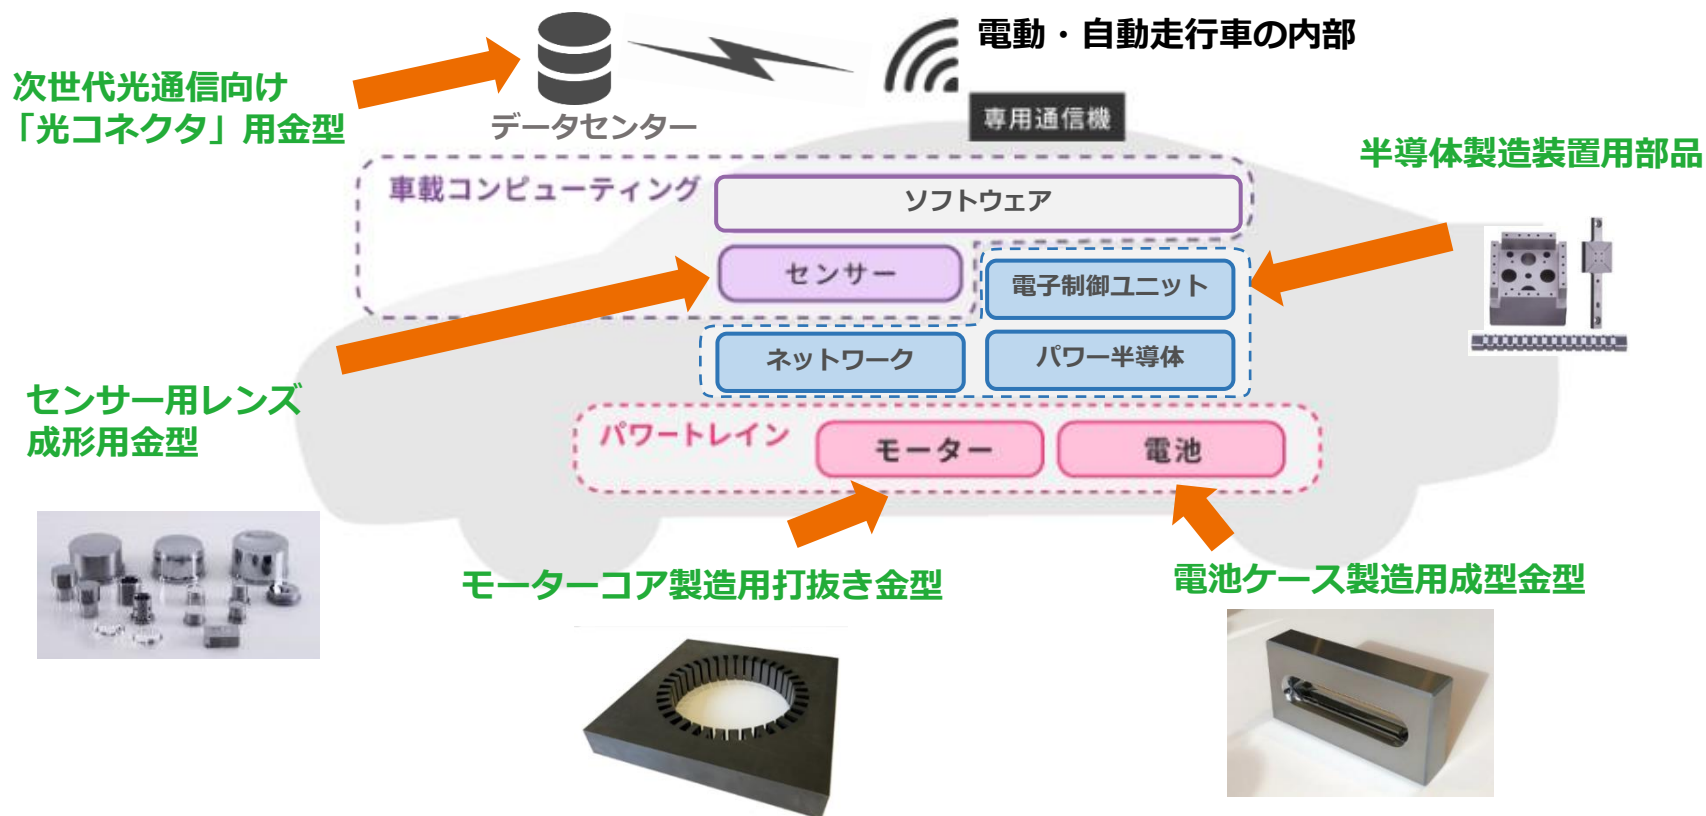 電動・自動走行車の内部
次世代光通信向け
「光コネクタ」用金型
データセンター
専用通信機
半導体製造装置用部品
車載コンピューティング
ソフトウェア
センサー
電子制御ユニット
ネットワーク
パワー半導体
センサー用レンズ
成形用金型
パワートレイン
モーター
電池
モーターコア製造用打抜き金型
電池ケース製造用成型金型